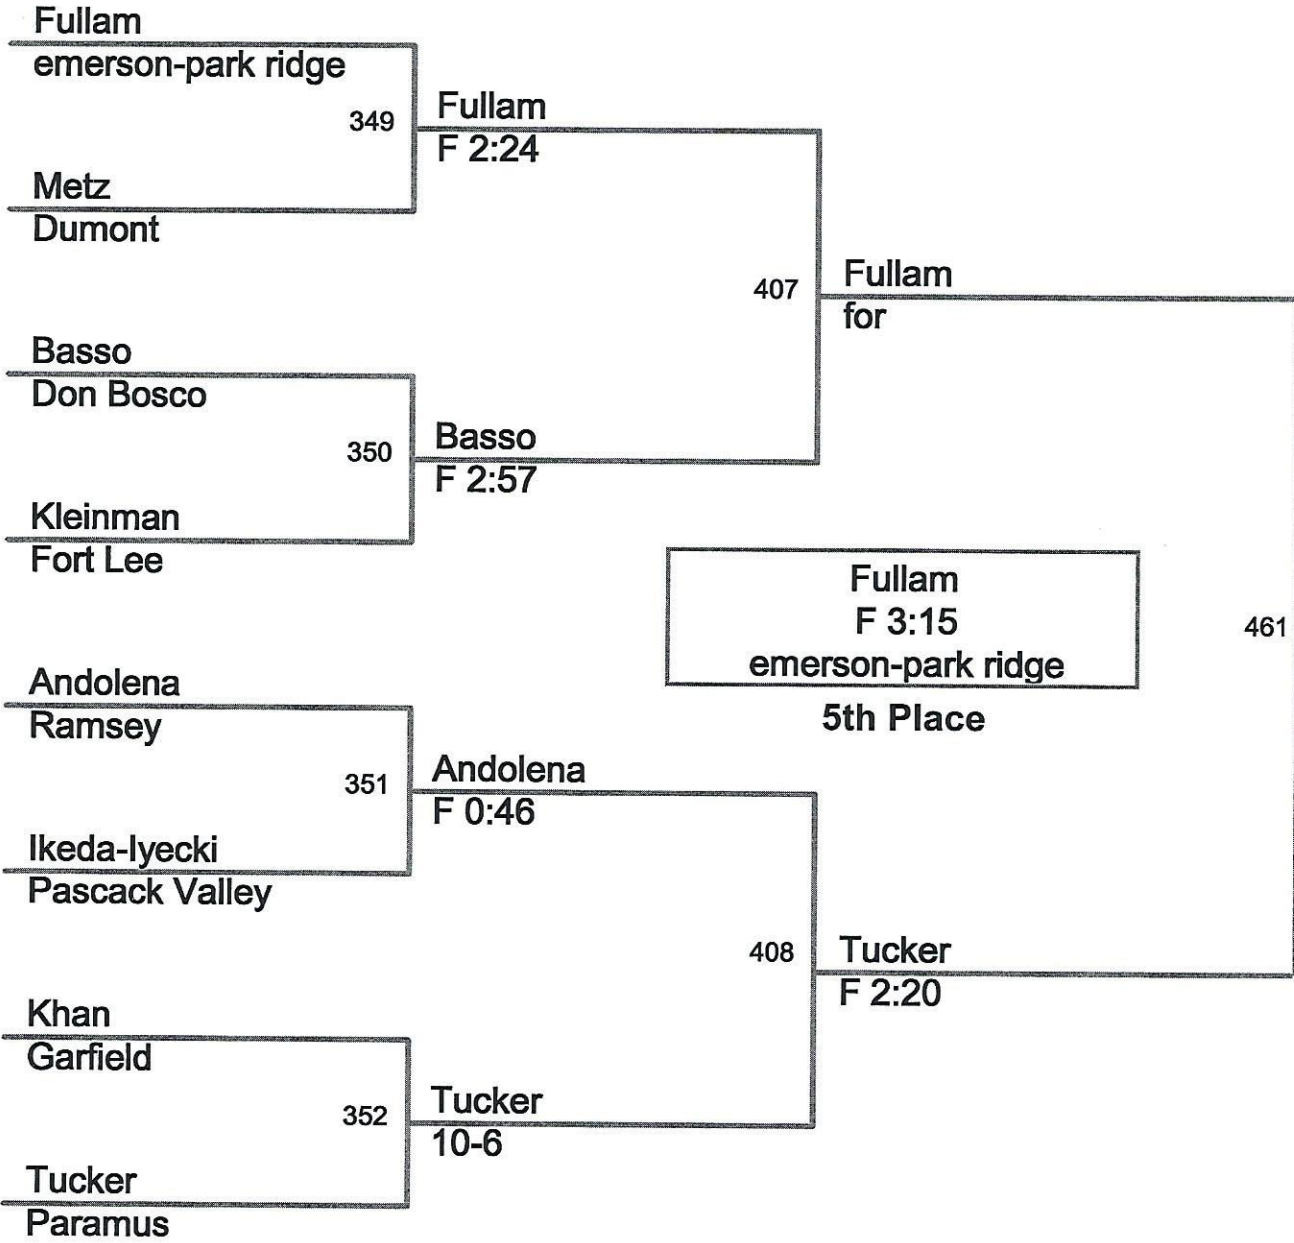 Fullam
emerson-park ridge
349
Fullam
F 2:24
Metz
Dumont
407
Fullam
for
Basso
Don Bosco
350
Basso
F 2:57
Kleinman
Fort Lee
Fullam
F 3:15
emerson-park ridge
5th Place
461
Andolena
Ramsey
351
Andolena
F 0:46
Ikeda-Iyecki
Pascack Valley
408
Tucker
F 2:20
Khan
Garfield
352
Tucker
10-6
Tucker
Paramus